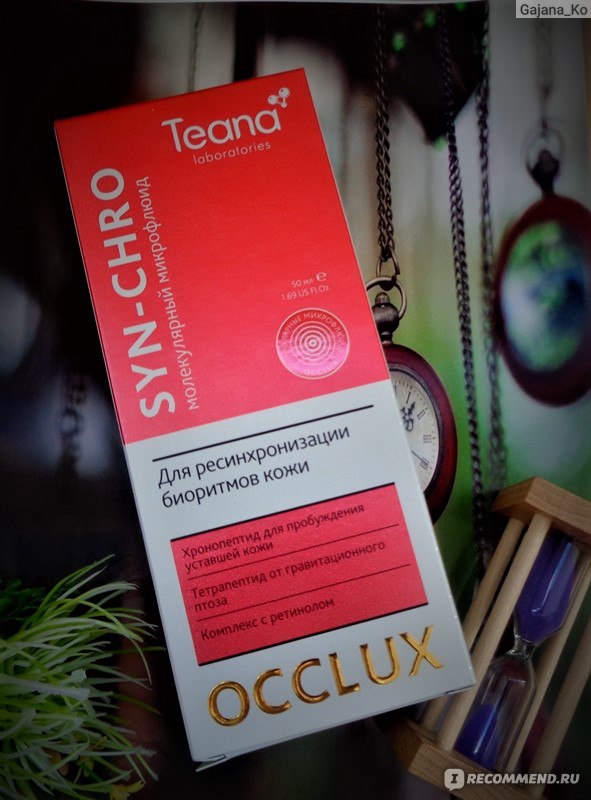 Gajana_Ko
Teana
laboratories
SYN-CHRO
молекулярный микрофлюид
50 мл e
1.69 US Fl.Oz.
Для ресинхронизации
биоритмов кожи
Хронопептид для пробуждения
уставшей кожи
Тетрапептид от гравитационного
птоза
Комплекс с ретинолом
OCCLUX
IRECOMMEND.RU